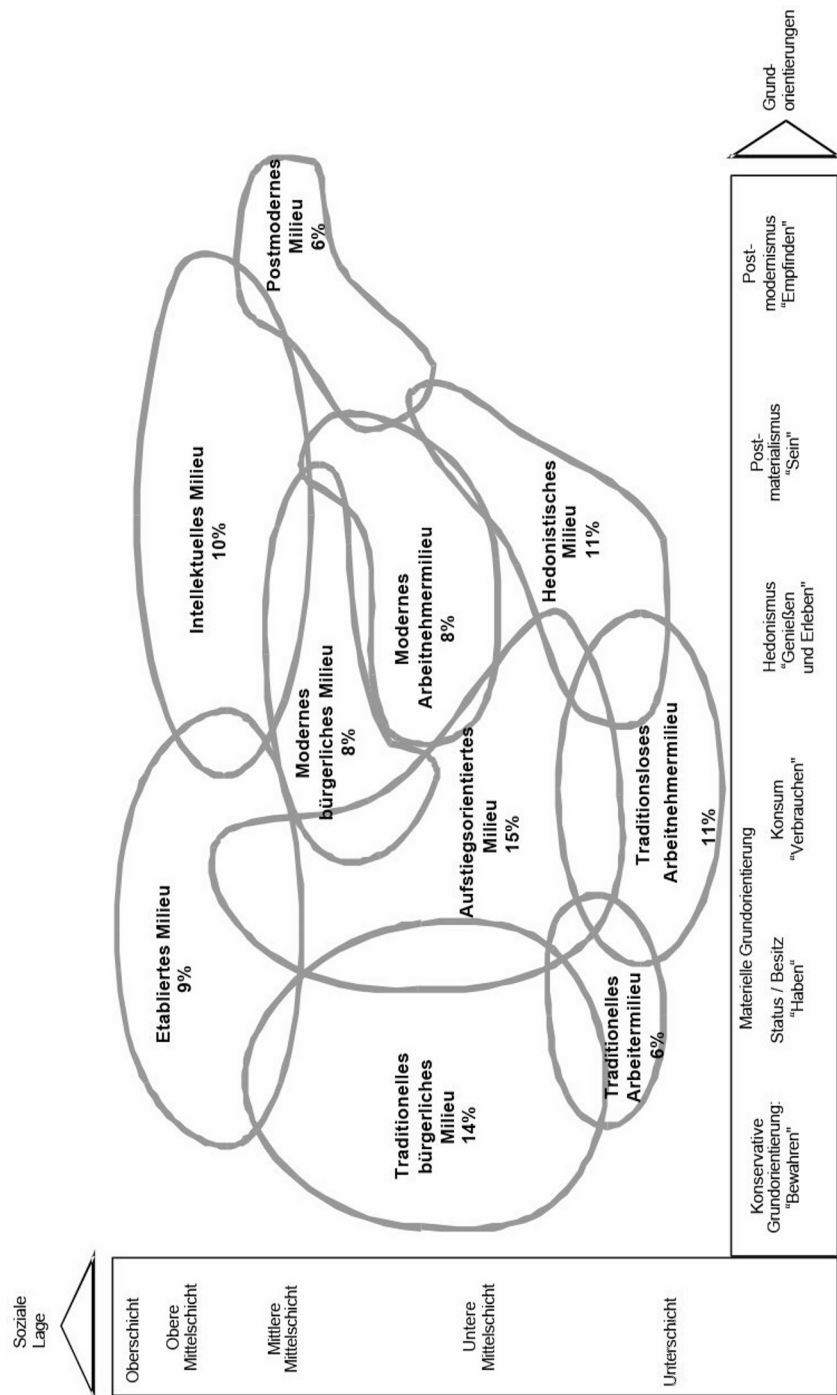 Soziale
Lage
Oberschicht
Obere
Mittelschicht
Mittlere
Mittelschicht
Untere
Mittelschicht
Unterschicht
Etabliertes Milieu
9%
Intellektuelles Milieu
10%
Postmodernes
Milieu
6%
Modernes
bürgerliches Milieu
8%
Traditionelles
bürgerliches
Milieu
14%
Aufstiegsorientiertes
Milieu
15%
Modernes
Arbeitnehmermilieu
8%
Hedonistisches
Milieu
11%
Traditionelles
Arbeitermilieu
6%
Traditionsloses
Arbeitnehmermilieu
11%
Konservative
Grundorientierung:
“Bewahren"
Materielle Grundorientierung
Status / Besitz
“Haben“
Konsum
“Verbrauchen"
Hedonismus
“Genießen
und Erleben"
Post-
materialismus
“Sein"
Post-
modernismus
“Empfinden"
Grund-
orientierungen